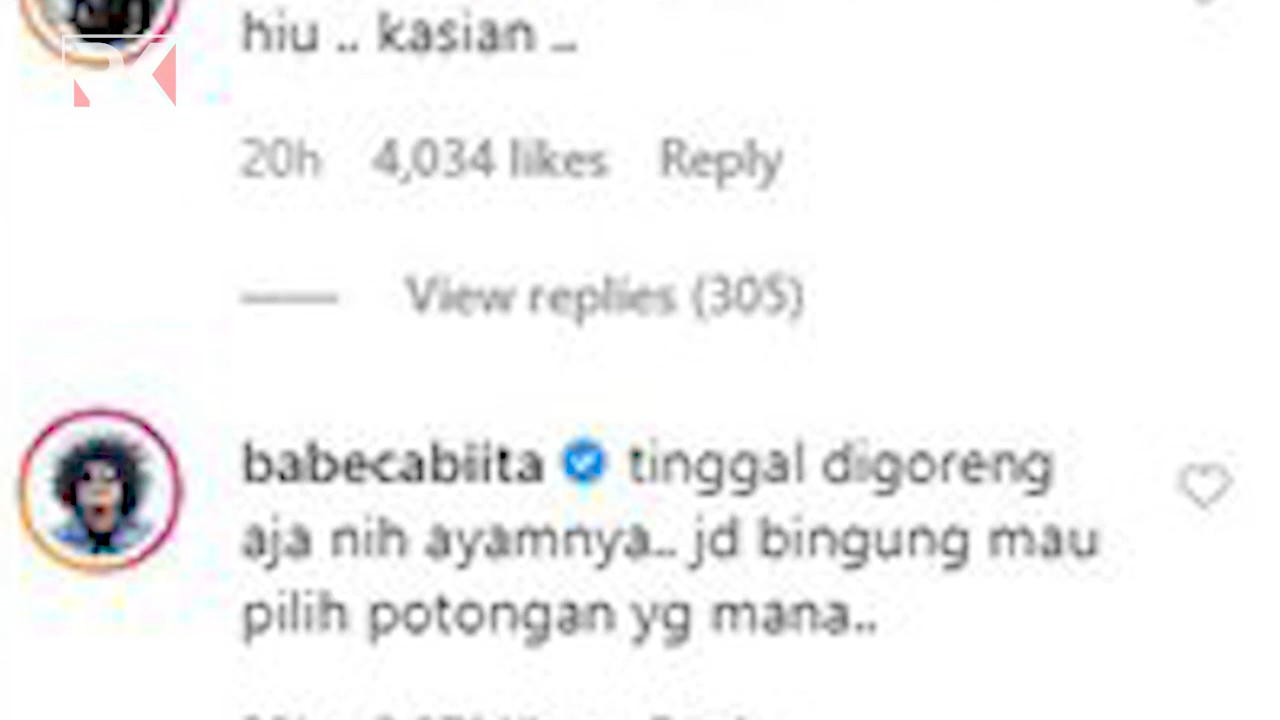 hiu .. kasian ..
20h 4,034 likes Reply
View replies (305)
babecabiita tinggal digoreng
aja nih ayamnya.. jd bingung mau
pilih potongan yg mana..